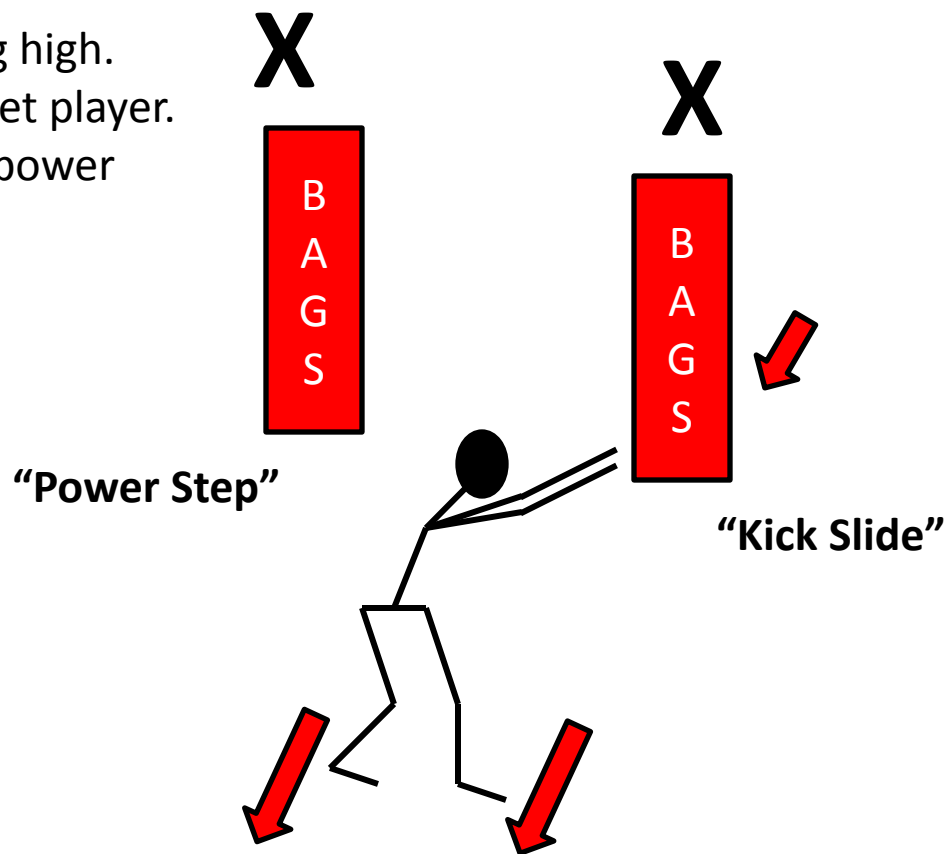 g high.
et player.
power
X
X
B
A
G
S
B
A
G
S
“Power Step”
“Kick Slide”